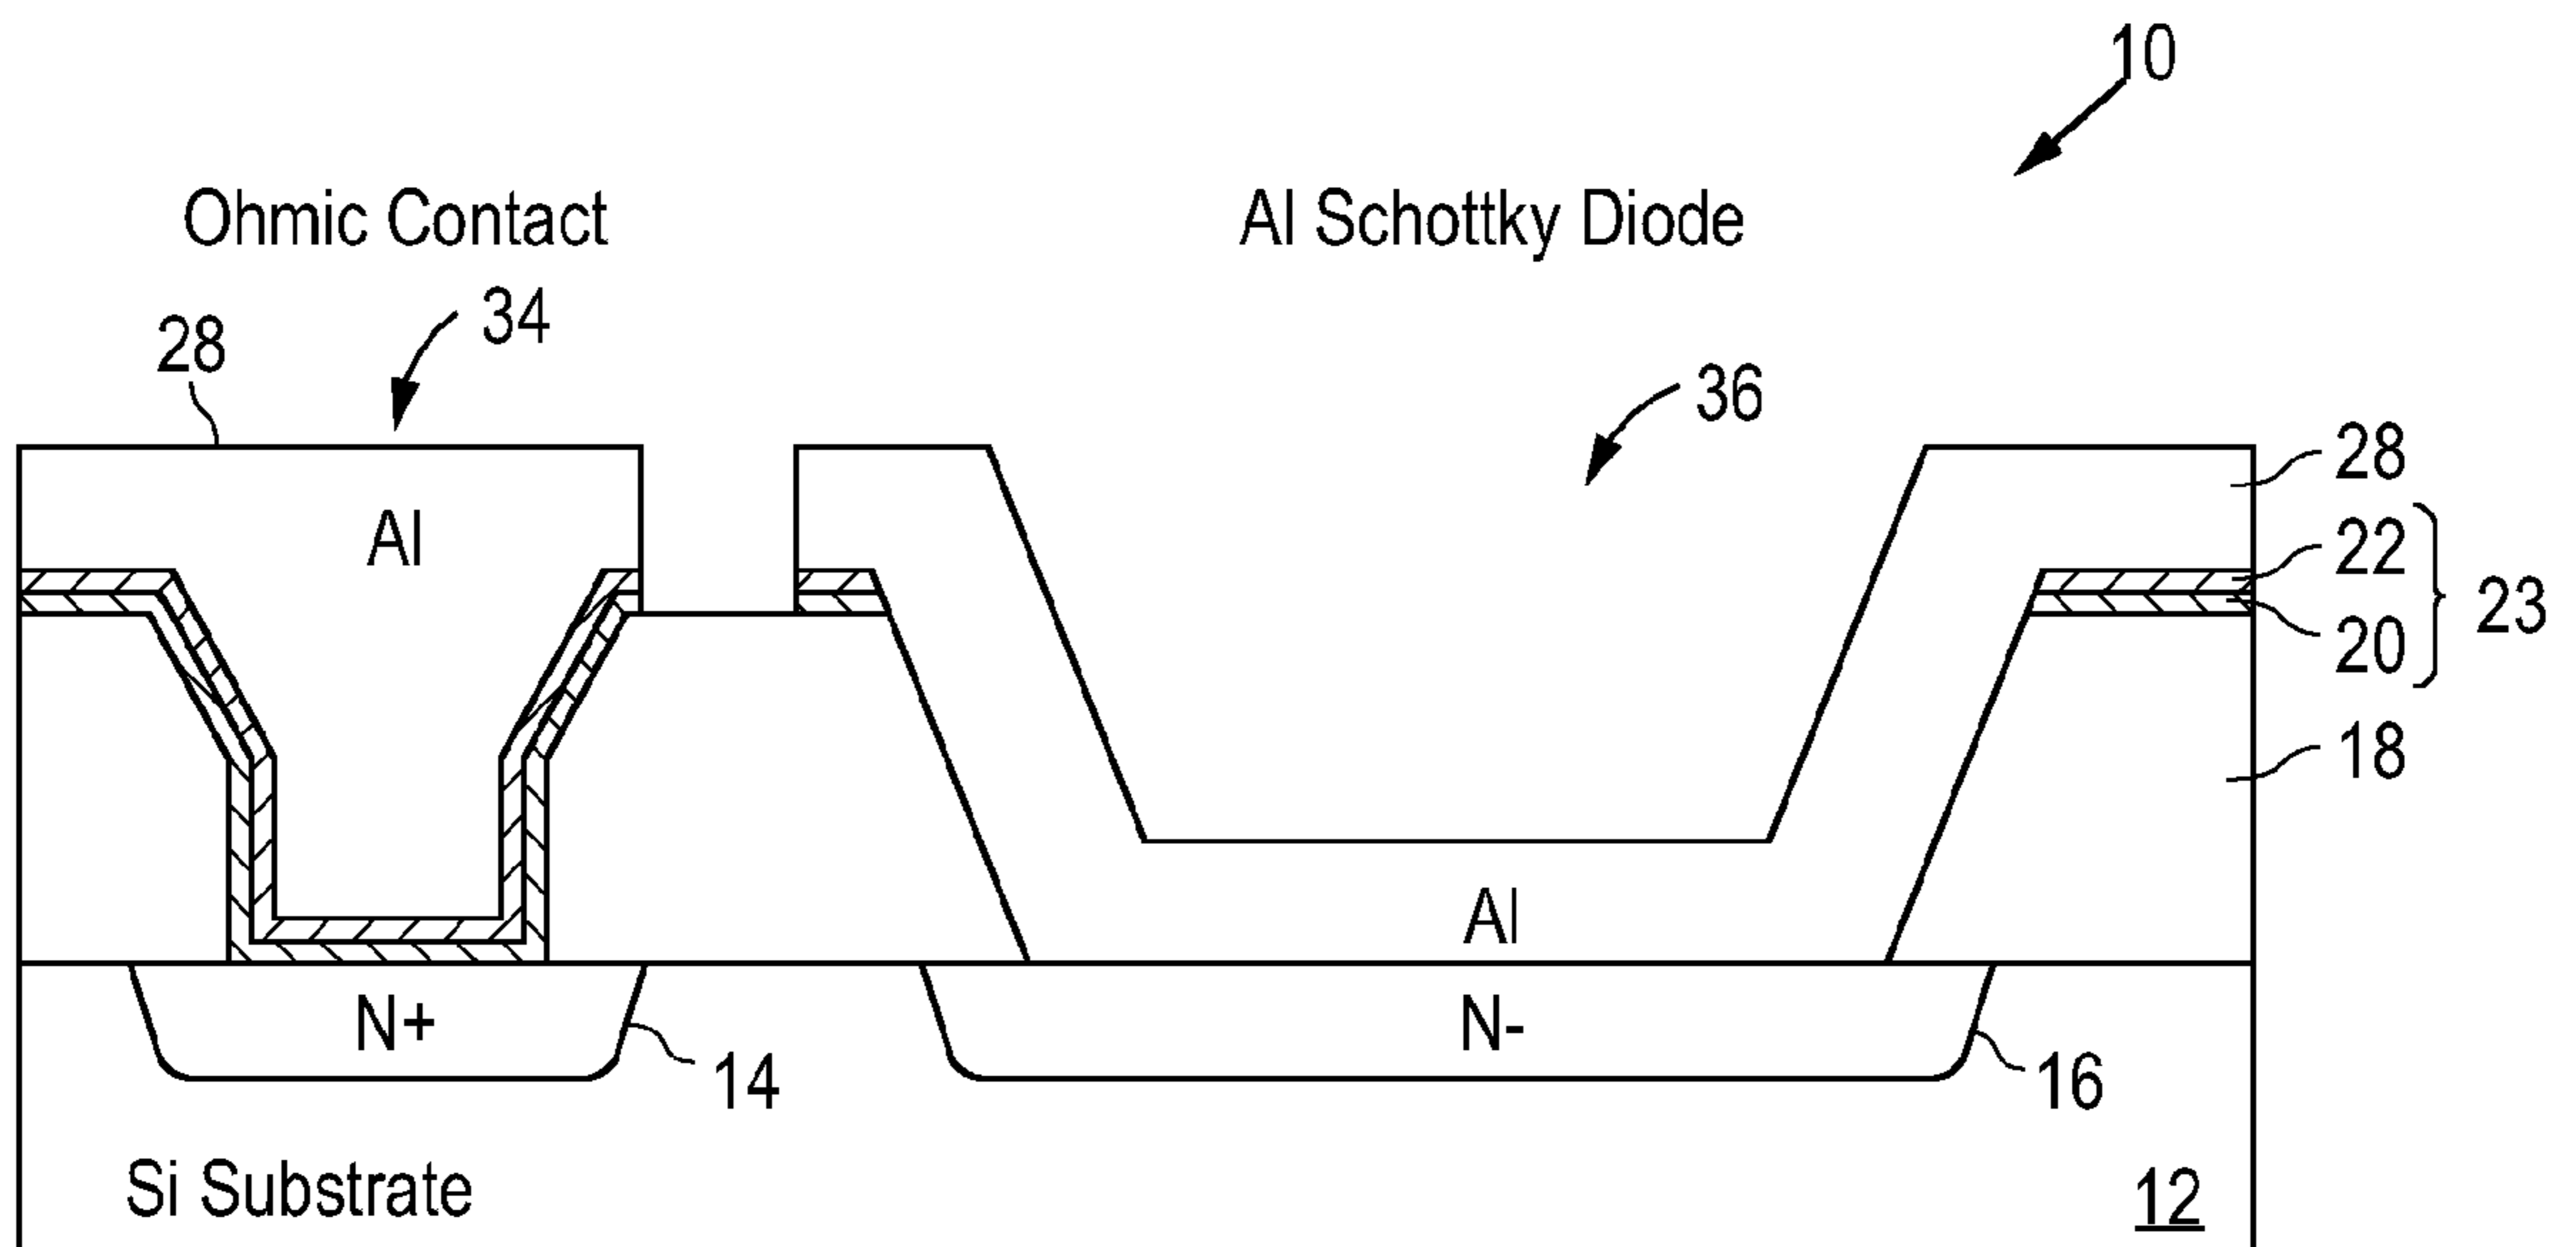 10
Ohmic Contact
Al Schottky Diode
34
28
36
28
Al
22
23
20
18
Al
N+
N-
14
16
Si Substrate
12